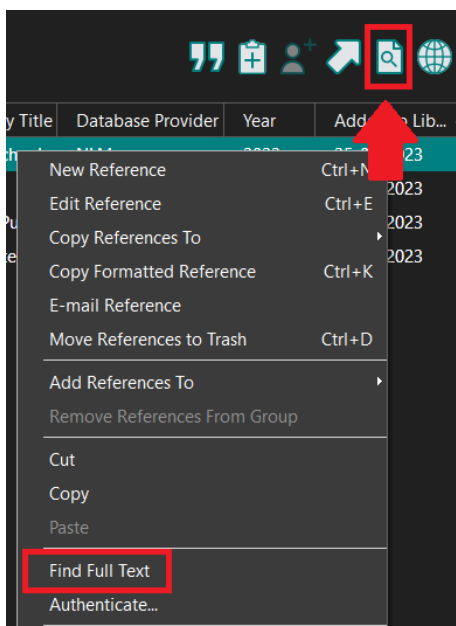 y Title Database Provider Year Add Lib...
2023 23
New Reference Ctrl+N
2023
Edit Reference Ctrl+E
2023
Copy References To
2023
Copy Formatted Reference Ctrl+K
E-mail Reference
Move References to Trash Ctrl+D
Add References To
Remove References From Group
Cut
Copy
Paste
Find Full Text
Authenticate...